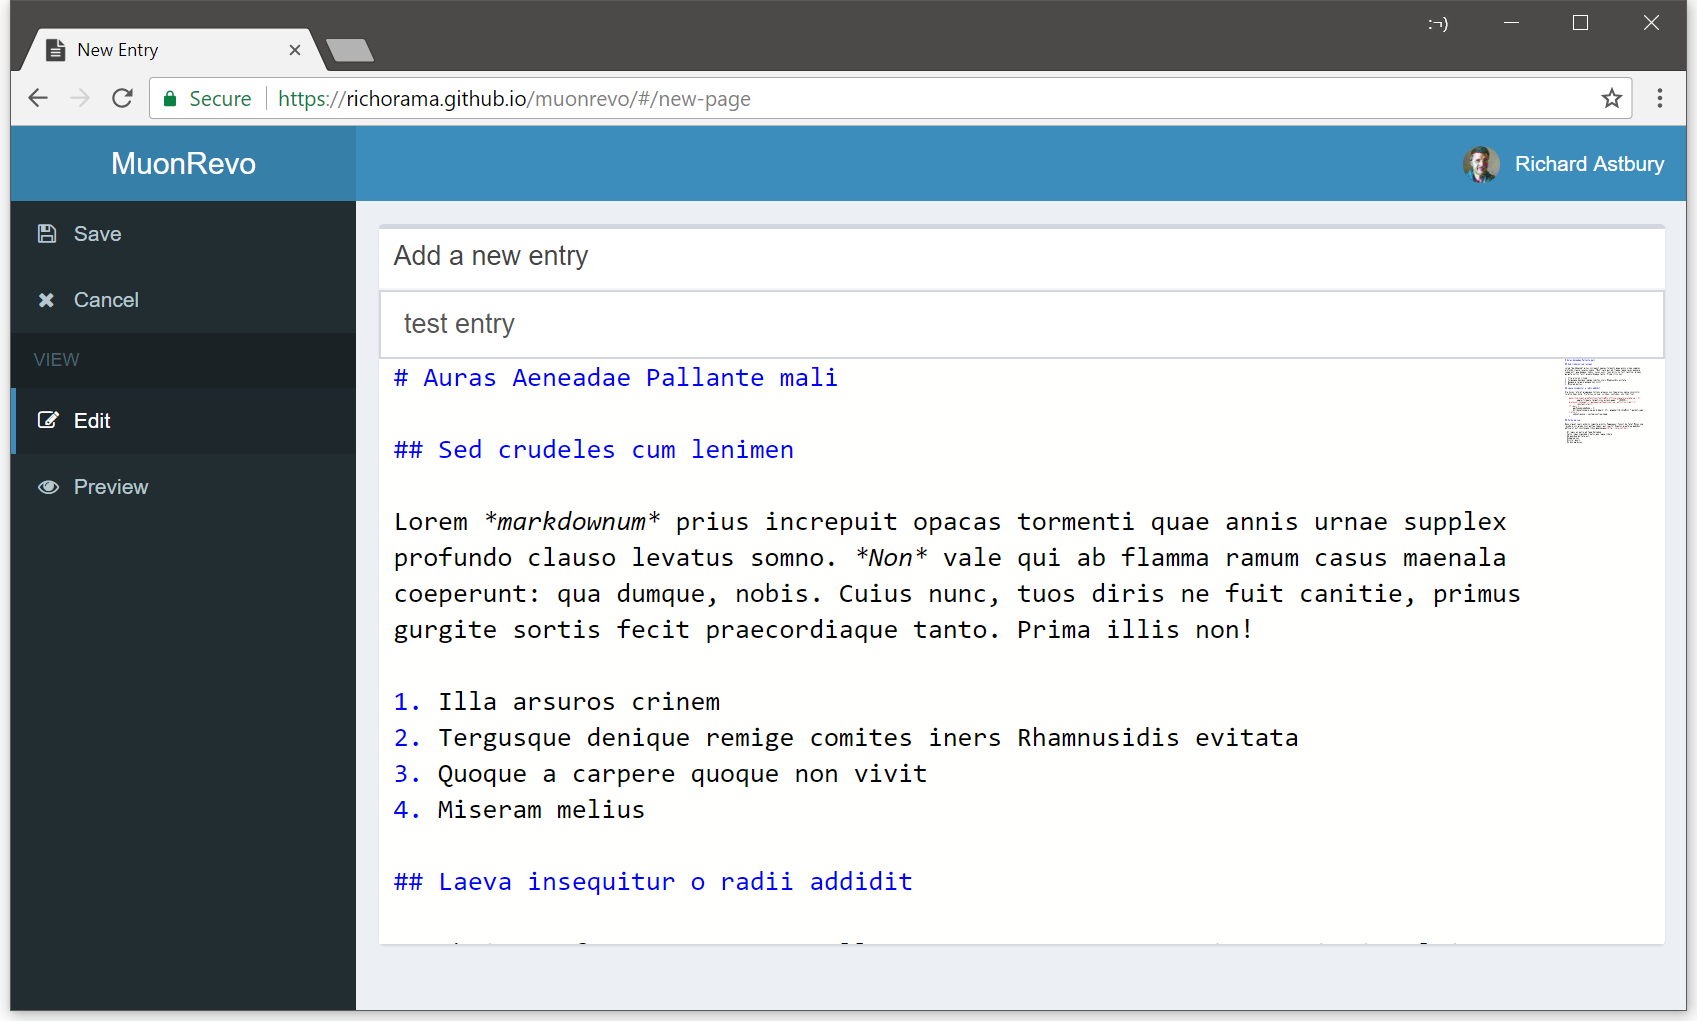 :¬)
New Entry
Secure https://richorama.github.io/muonrevo/#/new-page
MuonRevo
Richard Astbury
Save
Cancel
VIEW
Edit
Preview
Add a new entry
test entry
# Auras Aeneadae Pallante mali
## Sed crudeles cum lenimen
Lorem *markdownum* prius increpuit opacas tormenti quae annis urnae supplex
profundo clauso levatus somno. *Non* vale qui ab flamma ramum casus maenala
coeperunt: qua dumque, nobis. Cuius nunc, tuos diris ne fuit canitie, primus
gurgite sortis fecit praecordiaque tanto. Prima illis non!
1. Illa arsuros crinem
2. Tergusque denique remige comites iners Rhamnusidis evitata
3. Quoque a carpere quoque non vivit
4. Miseram melius
## Laeva insequitur o radii addidit